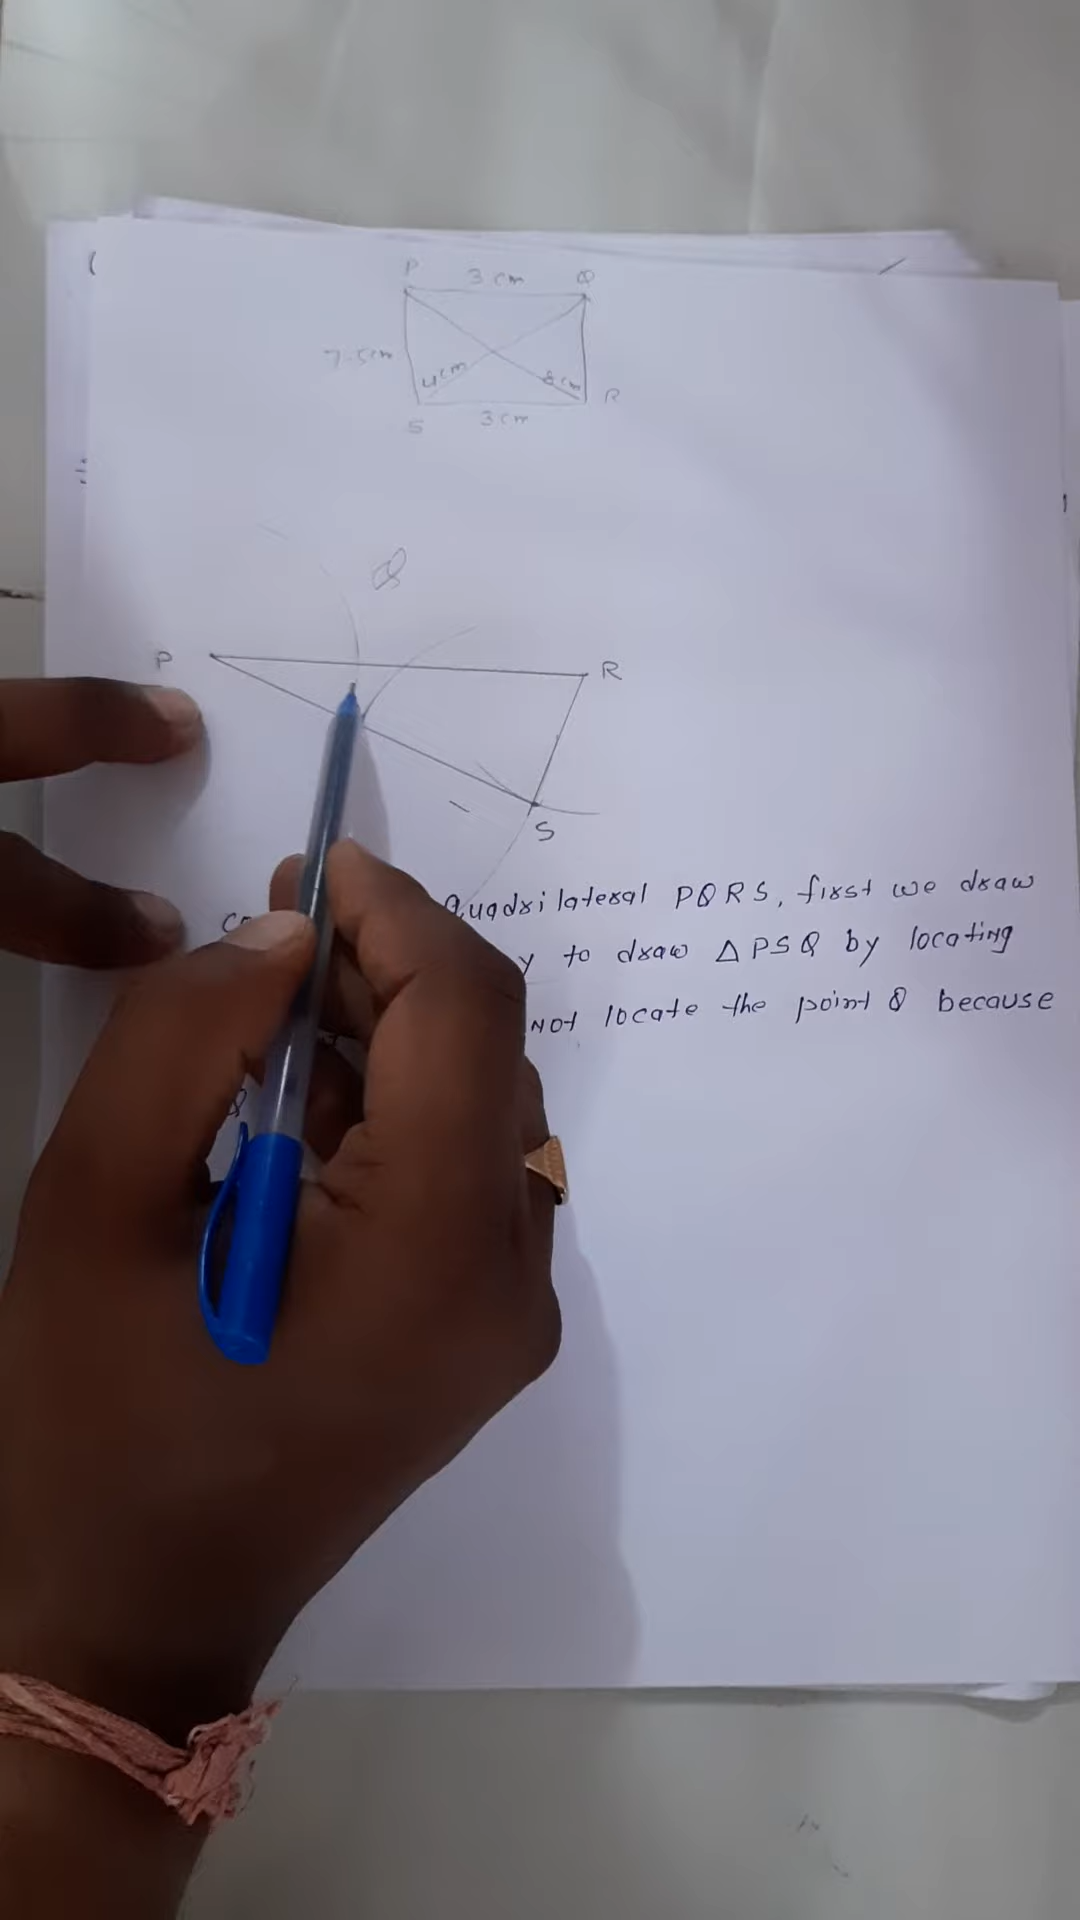 P 3 cm Q
7.5cm 4cm 8cm R
S 3cm
Q
P R
S
Quadrilateral PQRS, first we draw
y to draw △PSQ by locating
not locate the point Q because
Q